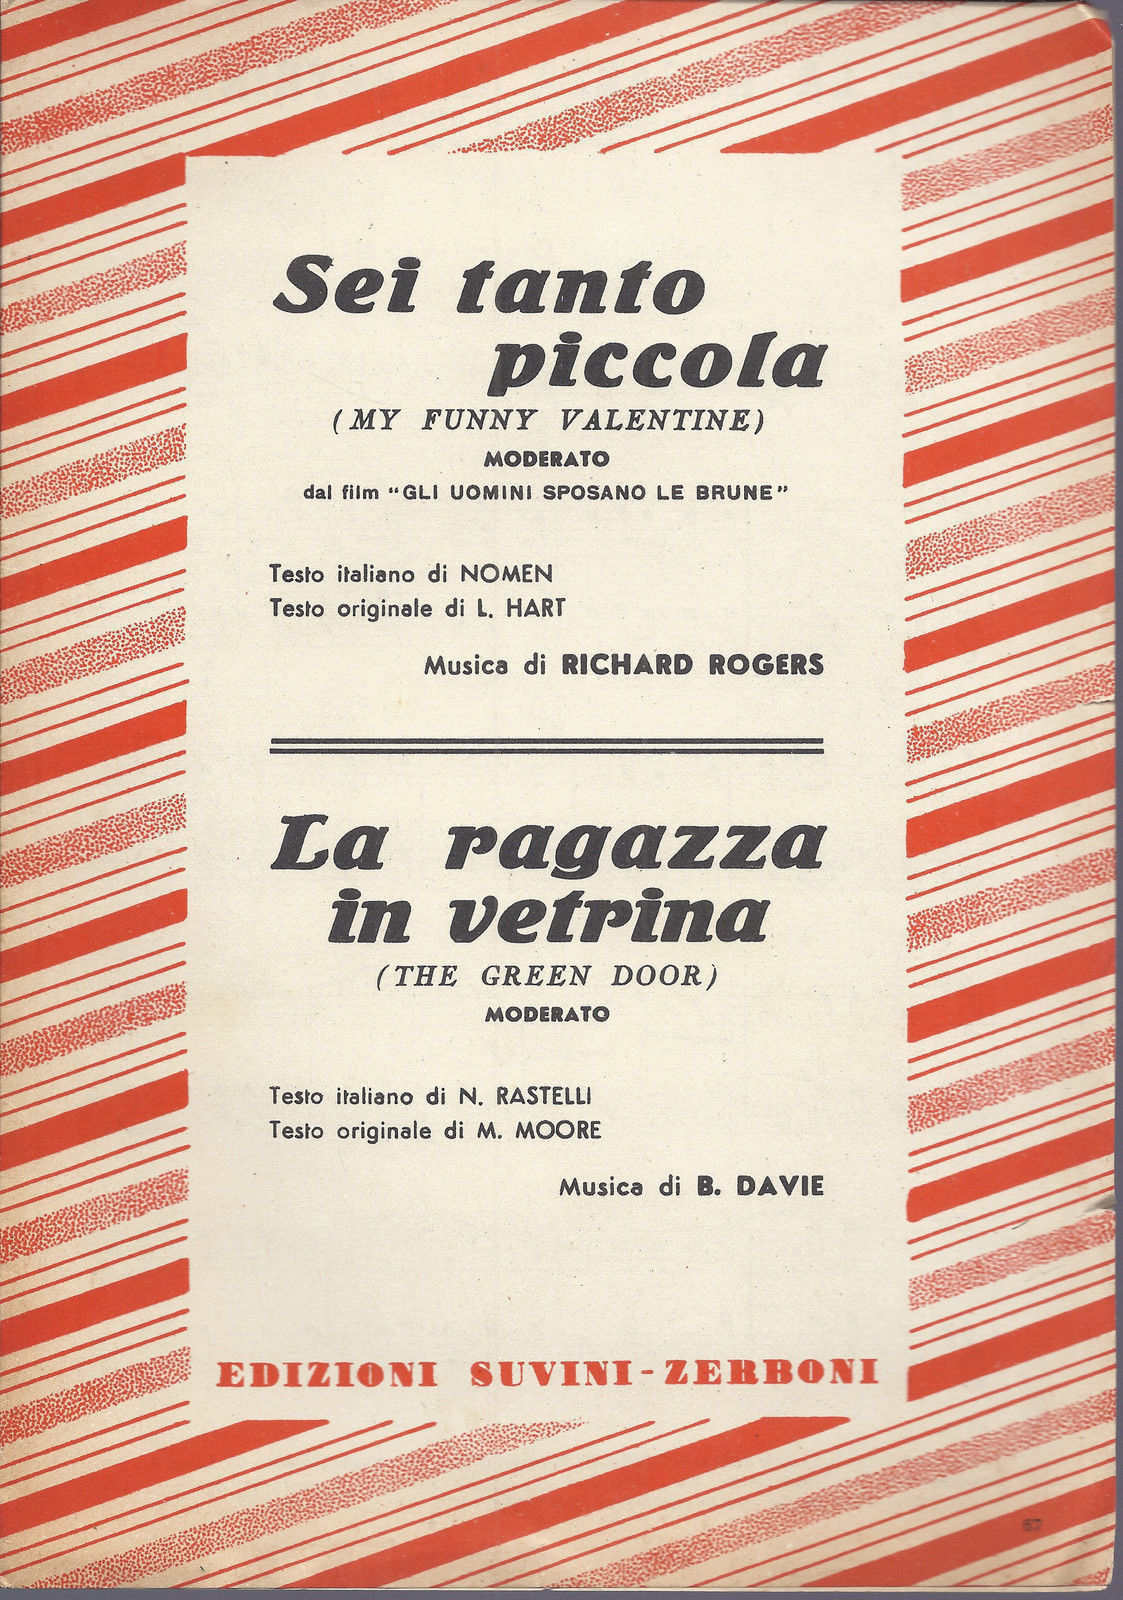 Sei tanto
piccola
(MY FUNNY VALENTINE)
MODERATO
dal film "GLI UOMINI SPOSANO LE BRUNE"
Testo italiano di NOMEN
Testo originale di L. HART
Musica di RICHARD ROGERS
La ragazza
in vetrina
(THE GREEN DOOR)
MODERATO
Testo italiano di N. RASTELLI
Testo originale di M. MOORE
Musica di B. DAVIE
EDIZIONI SUVINI-ZERBONI
67